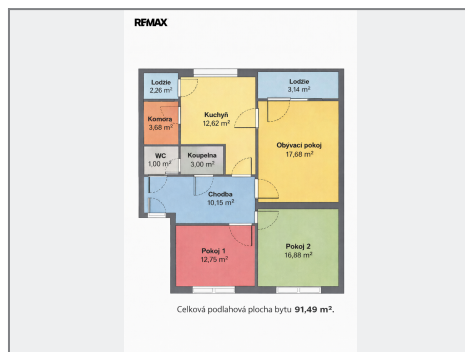 RE/MAX
Lodžie
2,26 m²
Lodžie
3,14 m²
Kuchyň
12,62 m²
Komora
3,68 m²
Obývací pokoj
17,68 m²
WC
1,00 m²
Koupelna
3,00 m²
Chodba
10,15 m²
Pokoj 1
12,75 m²
Pokoj 2
16,88 m²
Celková podlahová plocha bytu 91,49 m².